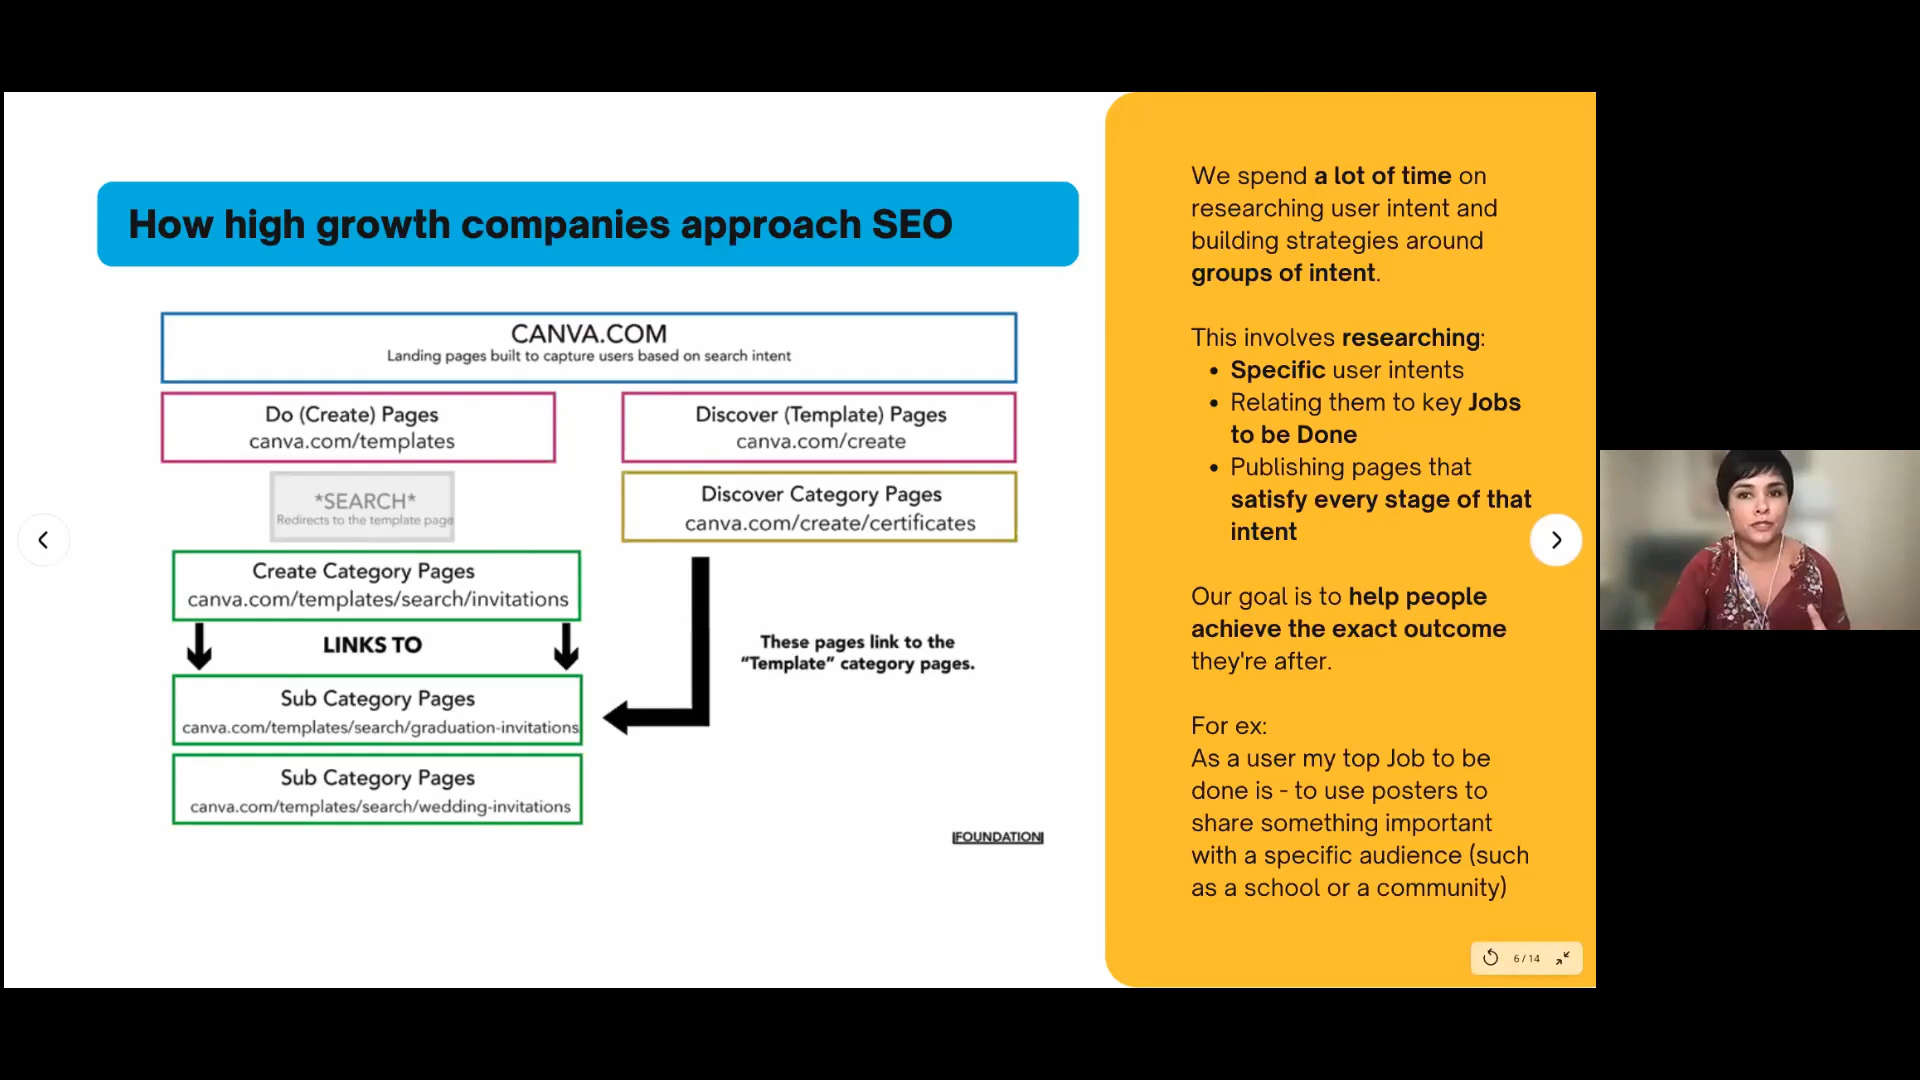 How high growth companies approach SEO
CANVA.COM
Landing pages built to capture users based on search intent
Do (Create) Pages
canva.com/templates
Discover (Template) Pages
canva.com/create
*SEARCH*
Redirects to the template page
Discover Category Pages
canva.com/create/certificates
Create Category Pages
canva.com/templates/search/invitations
LINKS TO
These pages link to the
“Template” category pages.
Sub Category Pages
canva.com/templates/search/graduation-invitations
Sub Category Pages
canva.com/templates/search/wedding-invitations
FOUNDATION
We spend a lot of time on
researching user intent and
building strategies around
groups of intent.
This involves researching:
• Specific user intents
• Relating them to key Jobs
to be Done
• Publishing pages that
satisfy every stage of that
intent
Our goal is to help people
achieve the exact outcome
they're after.
For ex:
As a user my top Job to be
done is - to use posters to
share something important
with a specific audience (such
as a school or a community)
6 / 14